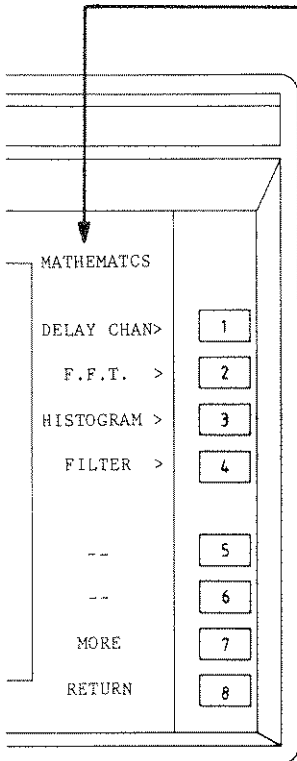 MATHEMATCS
DELAY CHAN> 1
F.F.T. > 2
HISTOGRAM > 3
FILTER > 4
-- 5
-- 6
MORE 7
RETURN 8